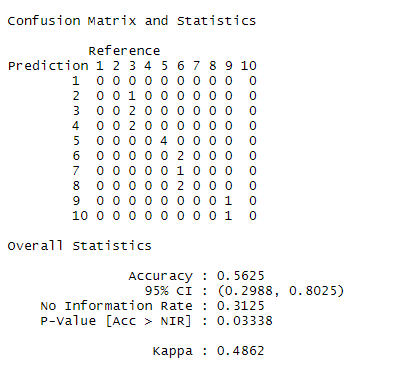 Confusion Matrix and Statistics
Reference
Prediction 1 2 3 4 5 6 7 8 9 10
1 0 0 0 0 0 0 0 0 0 0
2 0 0 1 0 0 0 0 0 0 0
3 0 0 2 0 0 0 0 0 0 0
4 0 0 2 0 0 0 0 0 0 0
5 0 0 0 0 4 0 0 0 0 0
6 0 0 0 0 0 2 0 0 0 0
7 0 0 0 0 0 1 0 0 0 0
8 0 0 0 0 0 2 0 0 0 0
9 0 0 0 0 0 0 0 0 1 0
10 0 0 0 0 0 0 0 0 1 0
Overall Statistics
Accuracy : 0.5625
95% CI : (0.2988, 0.8025)
No Information Rate : 0.3125
P-Value [Acc > NIR] : 0.03338
Kappa : 0.4862